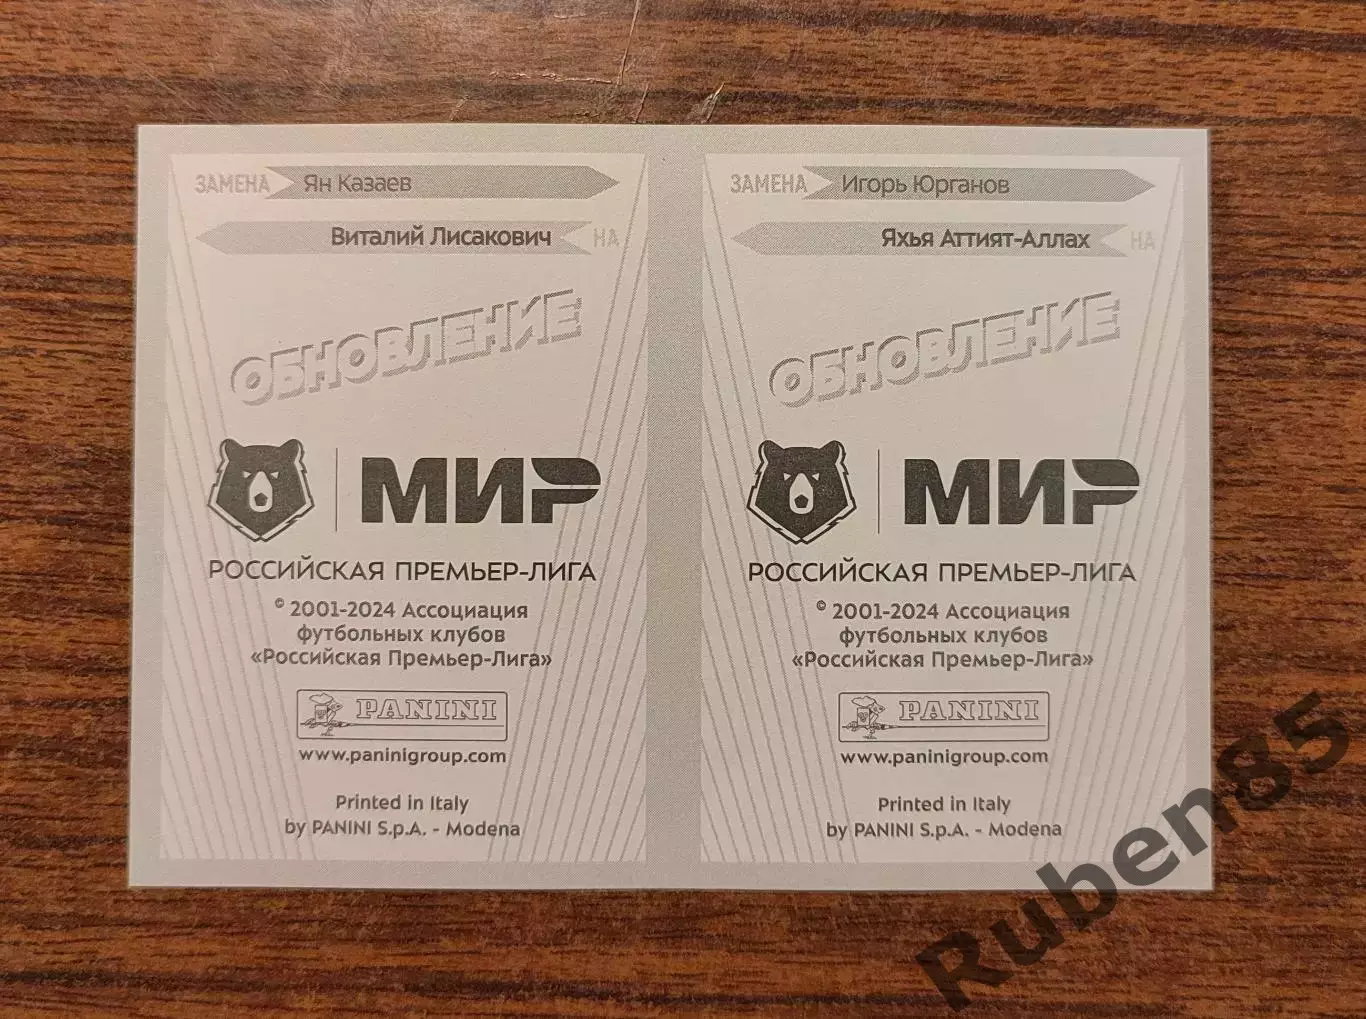 ЗАМЕНА Ян Казаев
Виталий Лисакович НА
ОБНОВЛЕНИЕ
МИР
РОССИЙСКАЯ ПРЕМЬЕР-ЛИГА
© 2001-2024 Ассоциация
футбольных клубов
«Российская Премьер-Лига»
PANINI
www.paninigroup.com
Printed in Italy
by PANINI S.p.A. - Modena
ЗАМЕНА Игорь Юрганов
Яхья Аттият-Аллах НА
ОБНОВЛЕНИЕ
МИР
РОССИЙСКАЯ ПРЕМЬЕР-ЛИГА
© 2001-2024 Ассоциация
футбольных клубов
«Российская Премьер-Лига»
PANINI
www.paninigroup.com
Printed in Italy
by PANINI S.p.A. - Modena
Ruben85